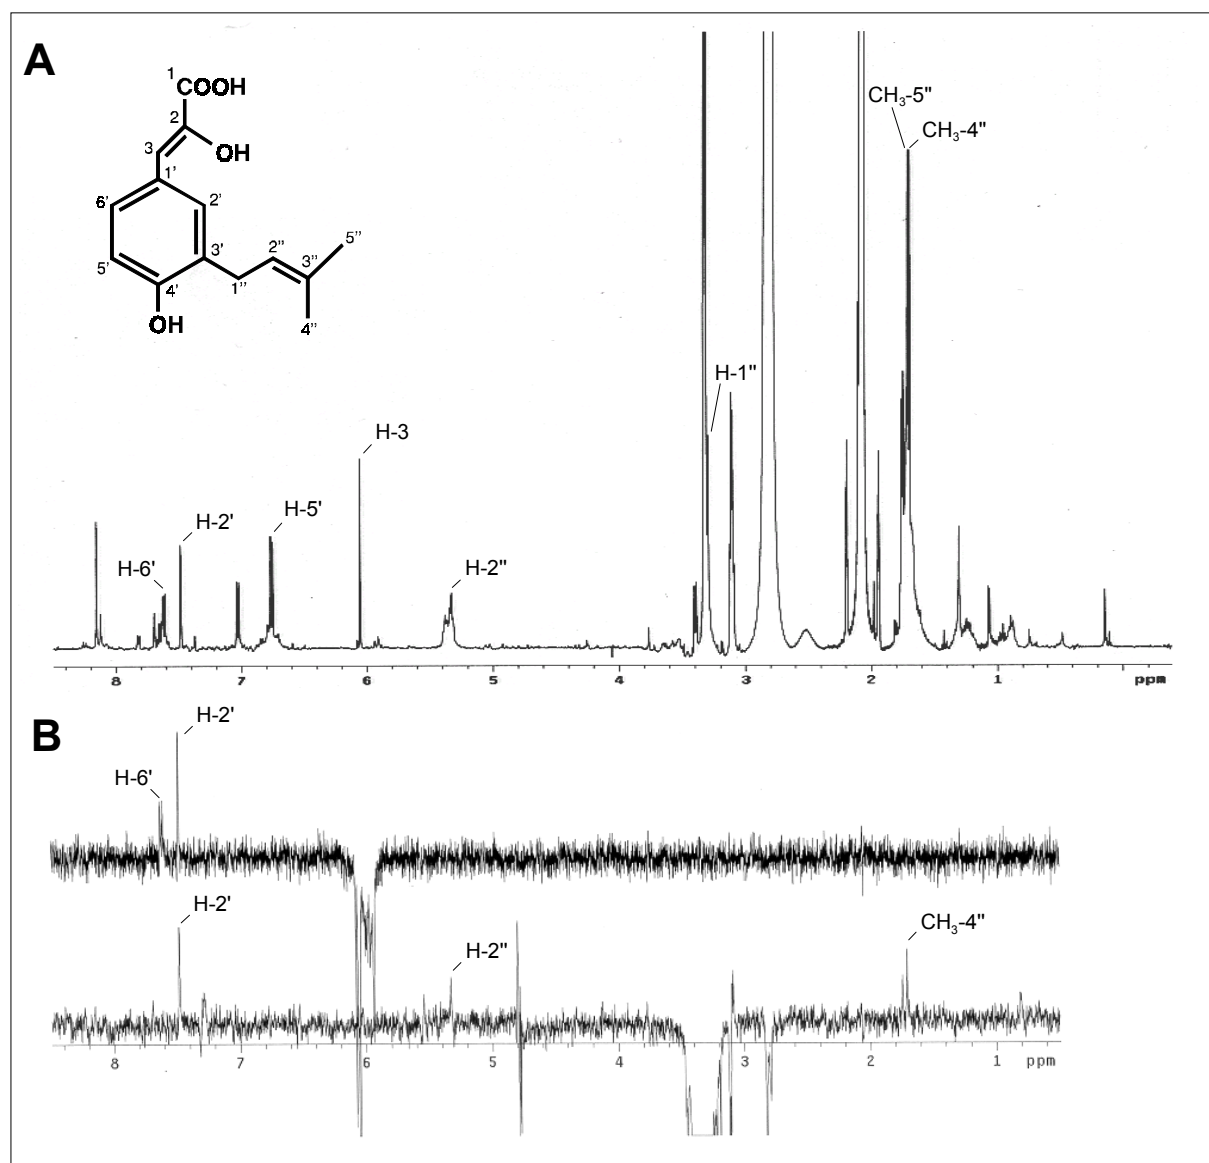 A
1
COOH
2
3
OH
1'
6'
2'
5'
3'
4'
OH
1''
2''
3''
5''
4''
CH3-5"
CH3-4"
H-1"
H-3
H-5'
H-2'
H-6'
H-2"
8 7 6 5 4 3 2 1 ppm
B
H-2'
H-6'
H-2'
H-2"
CH3-4"
8 7 6 5 4 3 2 1 ppm